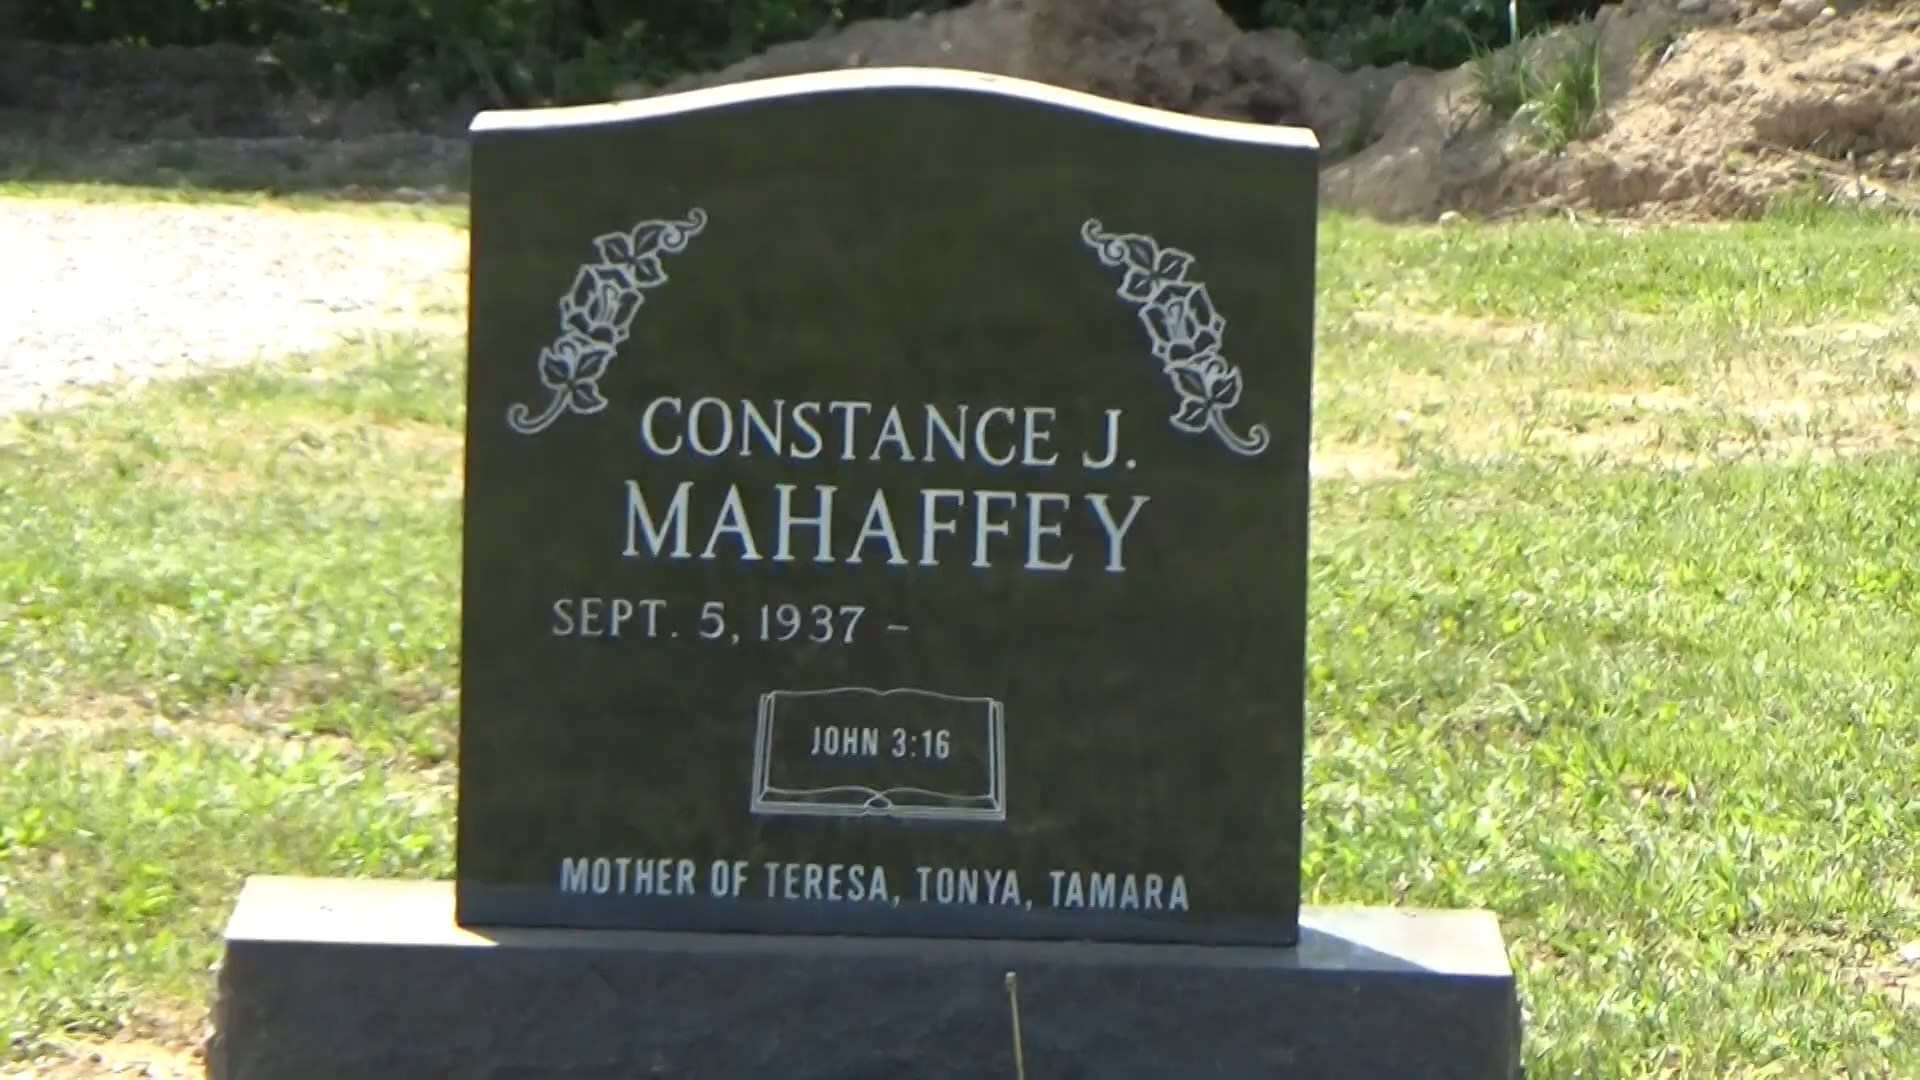 CONSTANCE J.
MAHAFFEY
SEPT. 5, 1937 –
JOHN 3:16
MOTHER OF TERESA, TONYA, TAMARA